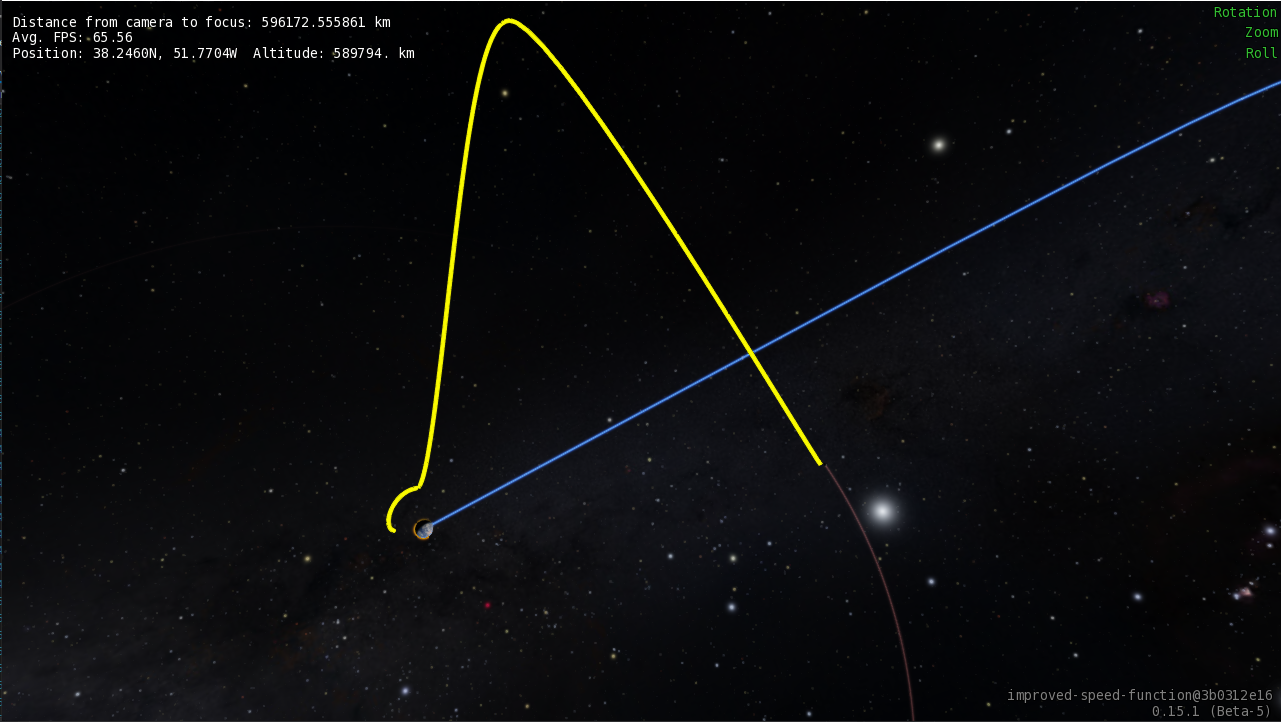 Distance from camera to focus: 596172.555861 km
Avg. FPS: 65.56
Position: 38.2460N, 51.7704W  Altitude: 589794. km
Rotation
Zoom
Roll
improved-speed-function@3b0312e16
0.15.1 (Beta-5)